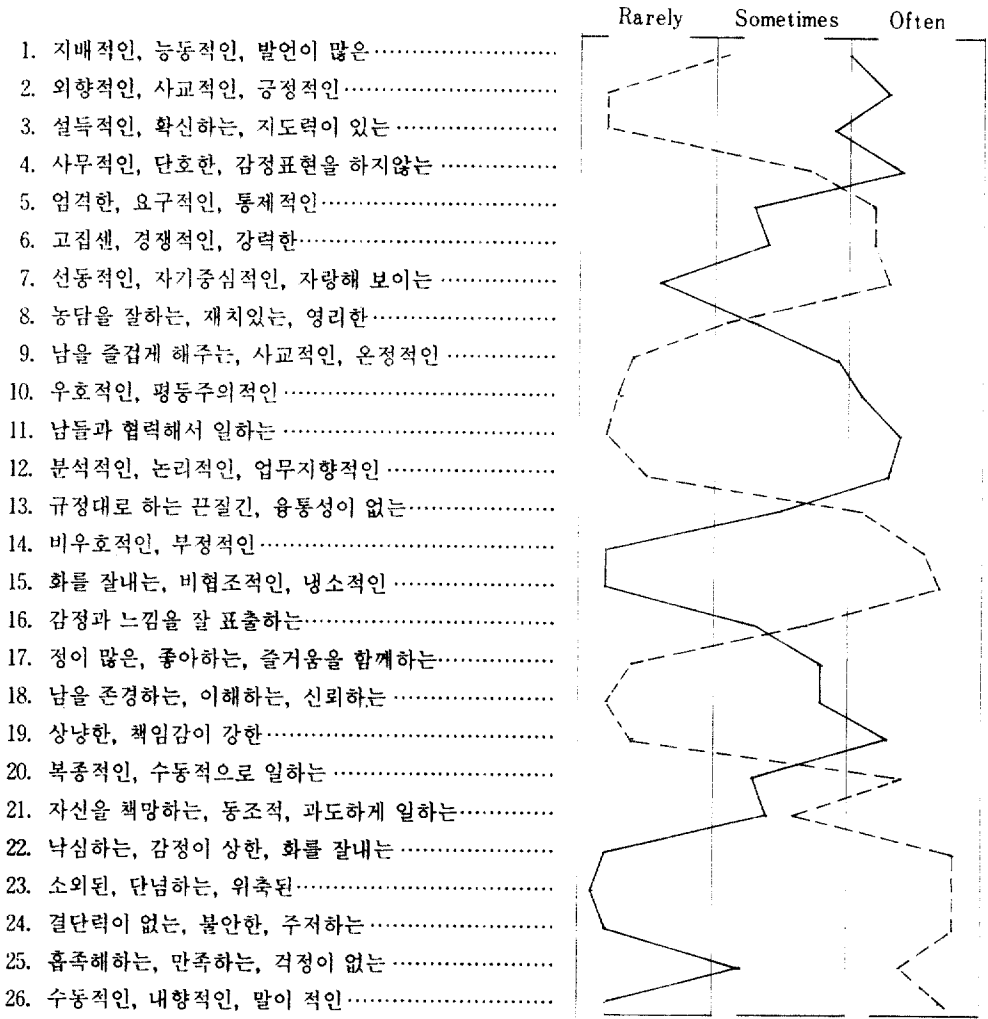 Rarely Sometimes Often
1. 지배적인, 능동적인, 발언이 많은
2. 외향적인, 사교적인, 긍정적인
3. 설득적인, 확신하는, 지도력이 있는
4. 사무적인, 단호한, 감정표현을 하지않는
5. 엄격한, 요구적인, 통제적인
6. 고집센, 경쟁적인, 강력한
7. 선동적인, 자기중심적인, 자랑해 보이는
8. 농담을 잘하는, 재치있는, 영리한
9. 남을 즐겁게 해주는, 사교적인, 온정적인
10. 우호적인, 평등주의적인
11. 남들과 협력해서 일하는
12. 분석적인, 논리적인, 업무지향적인
13. 규정대로 하는 끈질긴, 융통성이 없는
14. 비우호적인, 부정적인
15. 화를 잘내는, 비협조적인, 냉소적인
16. 감정과 느낌을 잘 표출하는
17. 정이 많은, 좋아하는, 즐거움을 함께하는
18. 남을 존경하는, 이해하는, 신뢰하는
19. 상냥한, 책임감이 강한
20. 복종적인, 수동적으로 일하는
21. 자신을 책망하는, 동조적, 과도하게 일하는
22. 낙심하는, 감정이 상한, 화를 잘내는
23. 소외된, 단념하는, 위축된
24. 결단력이 없는, 불안한, 주저하는
25. 흡족해하는, 만족하는, 걱정이 없는
26. 수동적인, 내향적인, 말이 적인